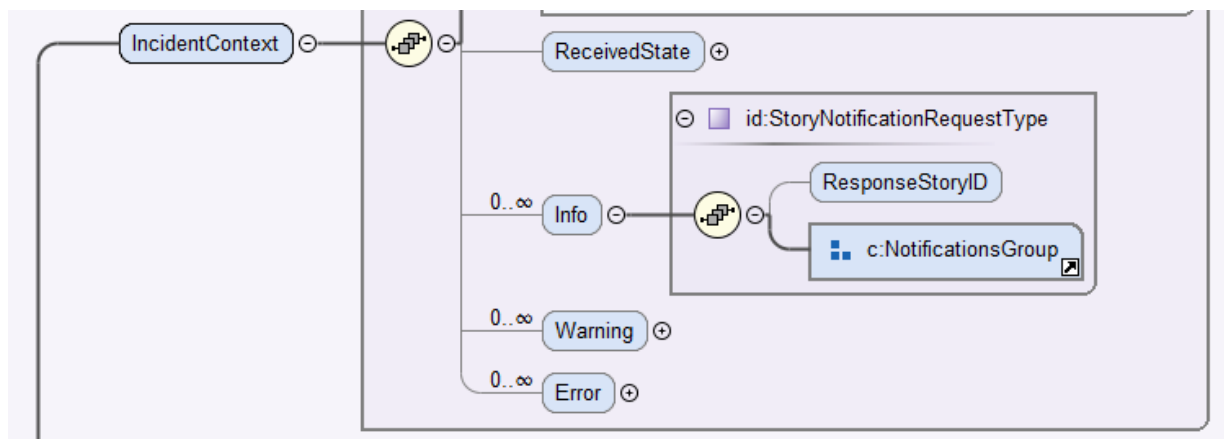 IncidentContext
ReceivedState
id:StoryNotificationRequestType
ResponseStoryID
0..∞ Info
c:NotificationsGroup
0..∞ Warning
0..∞ Error